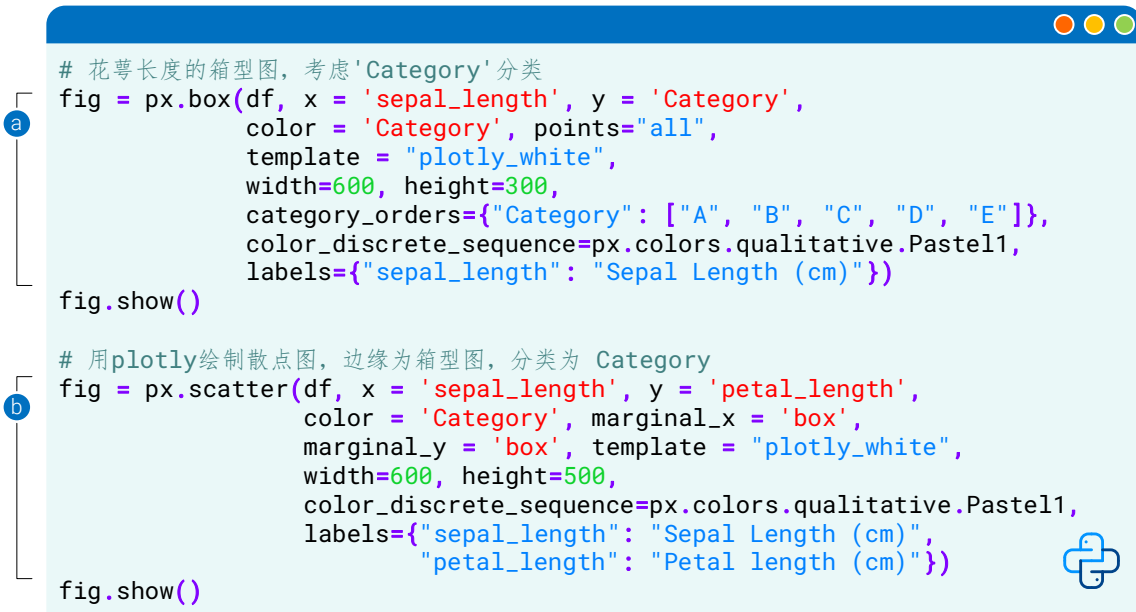 # 花萼长度的箱型图, 考虑'Category'分类
fig = px.box(df, x = 'sepal_length', y = 'Category',
a
color = 'Category', points="all",
template = "plotly_white",
width=600, height=300,
category_orders={"Category": ["A", "B", "C", "D", "E"]},
color_discrete_sequence=px.colors.qualitative.Pastel1,
labels={"sepal_length": "Sepal Length (cm)"})
fig.show()
# 用plotly绘制散点图, 边缘为箱型图, 分类为 Category
fig = px.scatter(df, x = 'sepal_length', y = 'petal_length',
b
color = 'Category', marginal_x = 'box',
marginal_y = 'box', template = "plotly_white",
width=600, height=500,
color_discrete_sequence=px.colors.qualitative.Pastel1,
labels={"sepal_length": "Sepal Length (cm)",
"petal_length": "Petal length (cm)"})
fig.show()